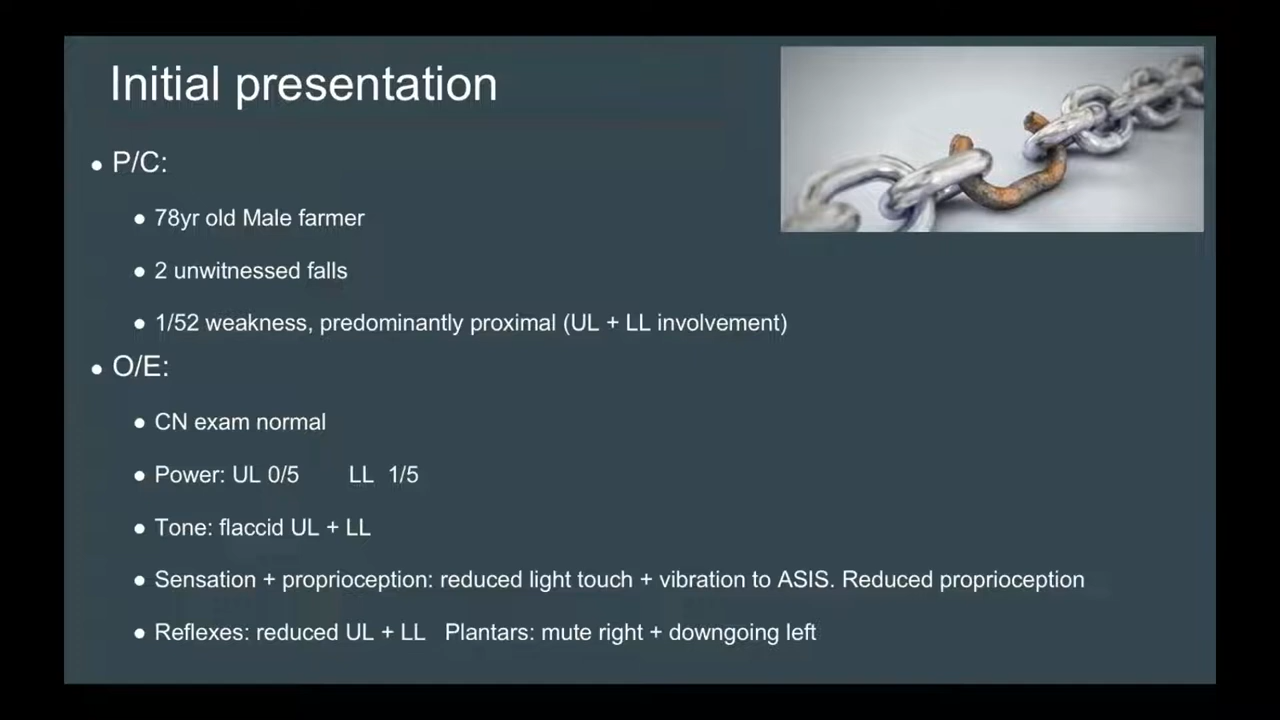 Initial presentation
● P/C:
● 78yr old Male farmer
● 2 unwitnessed falls
● 1/52 weakness, predominantly proximal (UL + LL involvement)
● O/E:
● CN exam normal
● Power: UL 0/5 LL 1/5
● Tone: flaccid UL + LL
● Sensation + proprioception: reduced light touch + vibration to ASIS. Reduced proprioception
● Reflexes: reduced UL + LL Plantars: mute right + downgoing left